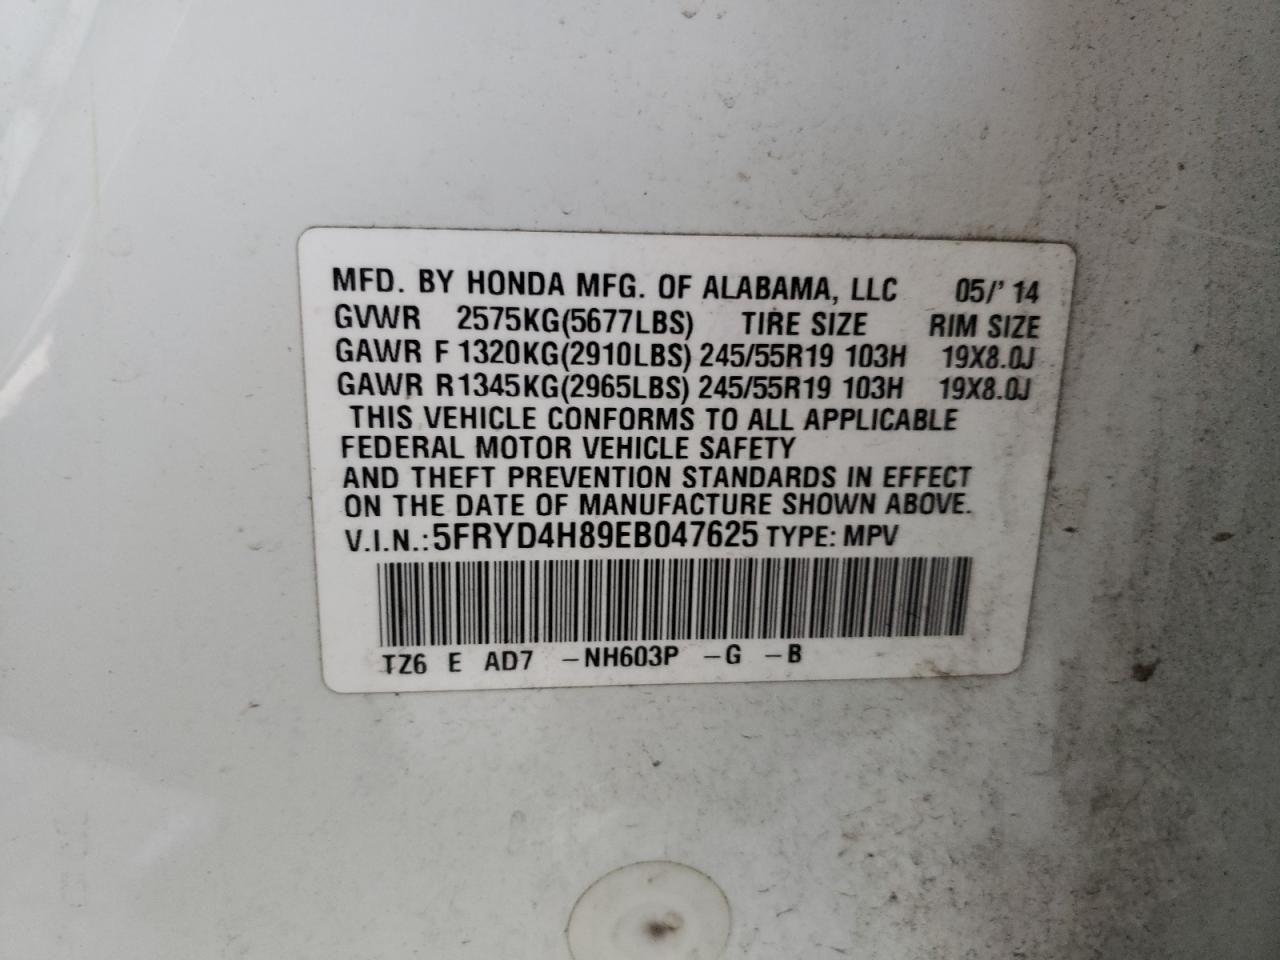 MFD. BY HONDA MFG. OF ALABAMA, LLC 05/' 14
GVWR 2575KG(5677LBS) TIRE SIZE RIM SIZE
GAWR F 1320KG(2910LBS) 245/55R19 103H 19X8.0J
GAWR R1345KG(2965LBS) 245/55R19 103H 19X8.0J
THIS VEHICLE CONFORMS TO ALL APPLICABLE
FEDERAL MOTOR VEHICLE SAFETY
AND THEFT PREVENTION STANDARDS IN EFFECT
ON THE DATE OF MANUFACTURE SHOWN ABOVE.
V.I.N.: 5FRYD4H89EB047625 TYPE: MPV
TZ6 E AD7 -NH603P -G -B